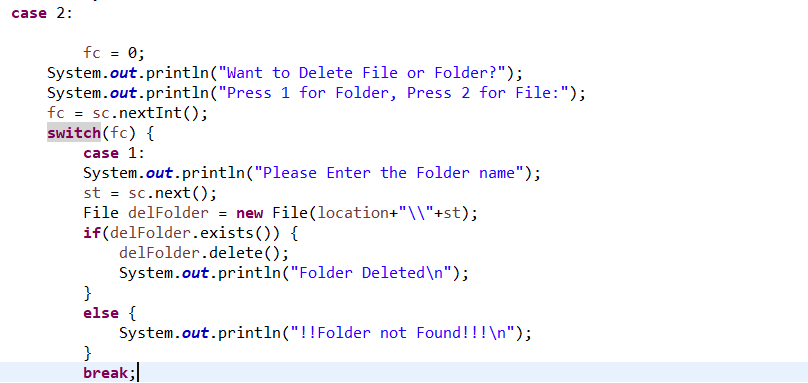 case 2:
fc = 0;
System.out.println("Want to Delete File or Folder?");
System.out.println("Press 1 for Folder, Press 2 for File:");
fc = sc.nextInt();
switch(fc) {
case 1:
System.out.println("Please Enter the Folder name");
st = sc.next();
File delFolder = new File(location+"\\"+st);
if(delFolder.exists()) {
delFolder.delete();
System.out.println("Folder Deleted\n");
}
else {
System.out.println("!!Folder not Found!!!\n");
}
break;